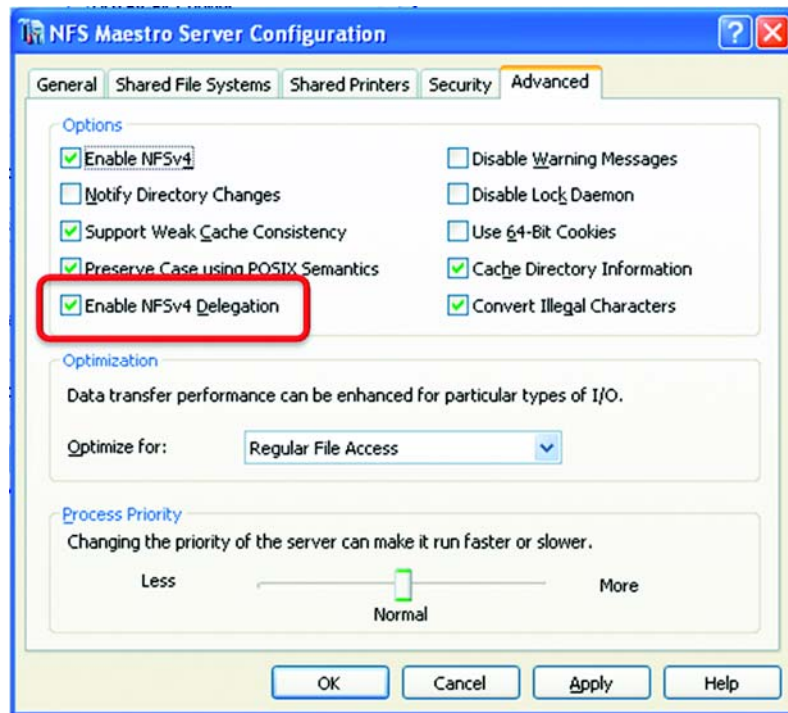 NFS Maestro Server Configuration
General Shared File Systems Shared Printers Security Advanced
Options
Enable NFSv4
Disable Warning Messages
Notify Directory Changes
Disable Lock Daemon
Support Weak Cache Consistency
Use 64-Bit Cookies
Preserve Case using POSIX Semantics
Cache Directory Information
Enable NFSv4 Delegation
Convert Illegal Characters
Optimization
Data transfer performance can be enhanced for particular types of I/O.
Optimize for: Regular File Access
Process Priority
Changing the priority of the server can make it run faster or slower.
Less More
Normal
OK Cancel Apply Help